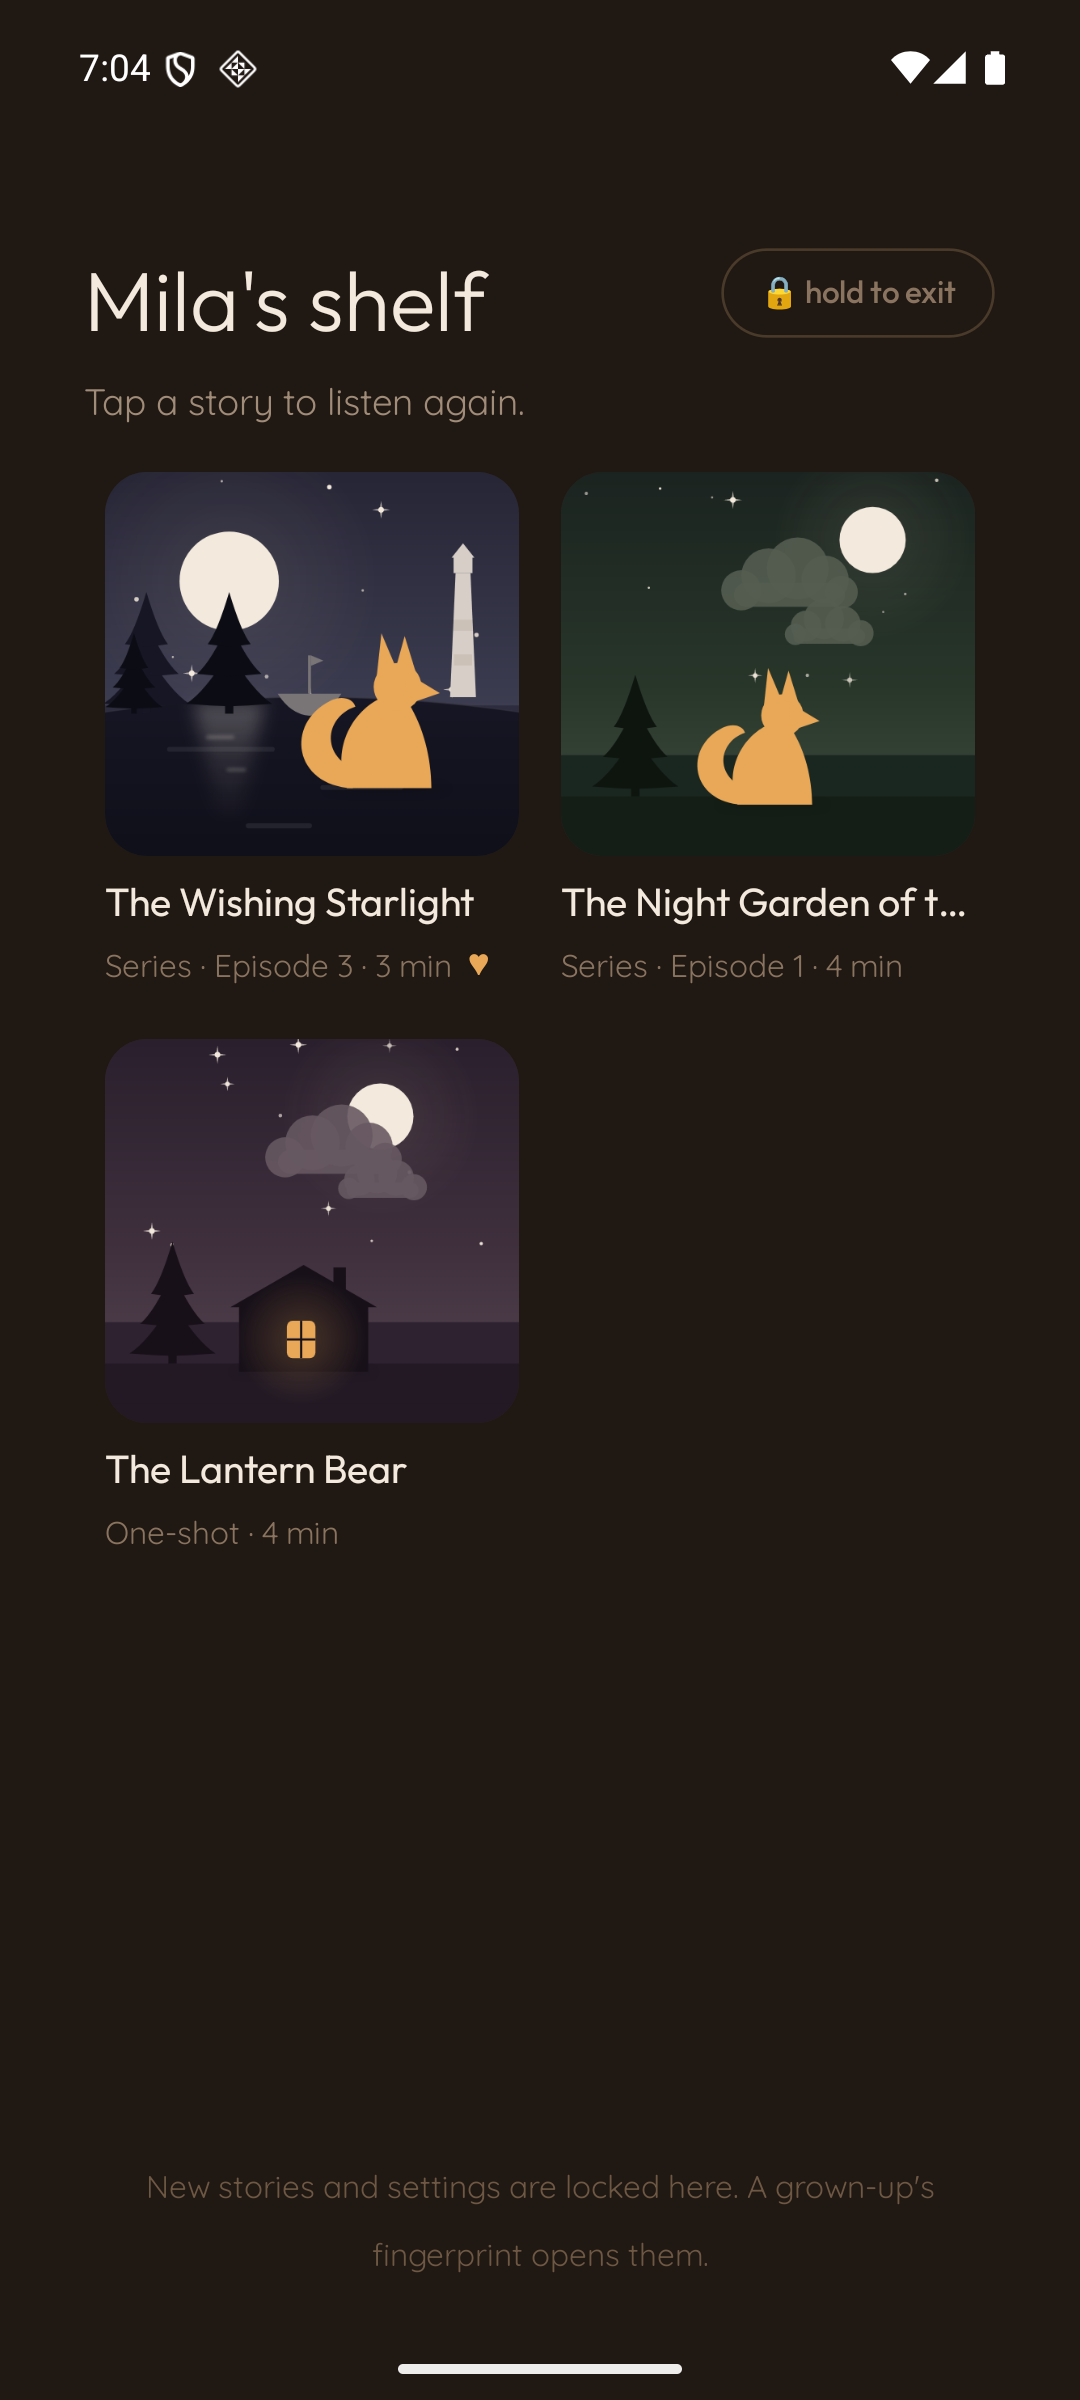 7:04
Mila's shelf
🔒 hold to exit
Tap a story to listen again.
The Wishing Starlight
Series · Episode 3 · 3 min ♥
The Night Garden of t...
Series · Episode 1 · 4 min
The Lantern Bear
One-shot · 4 min
New stories and settings are locked here. A grown-up's
fingerprint opens them.